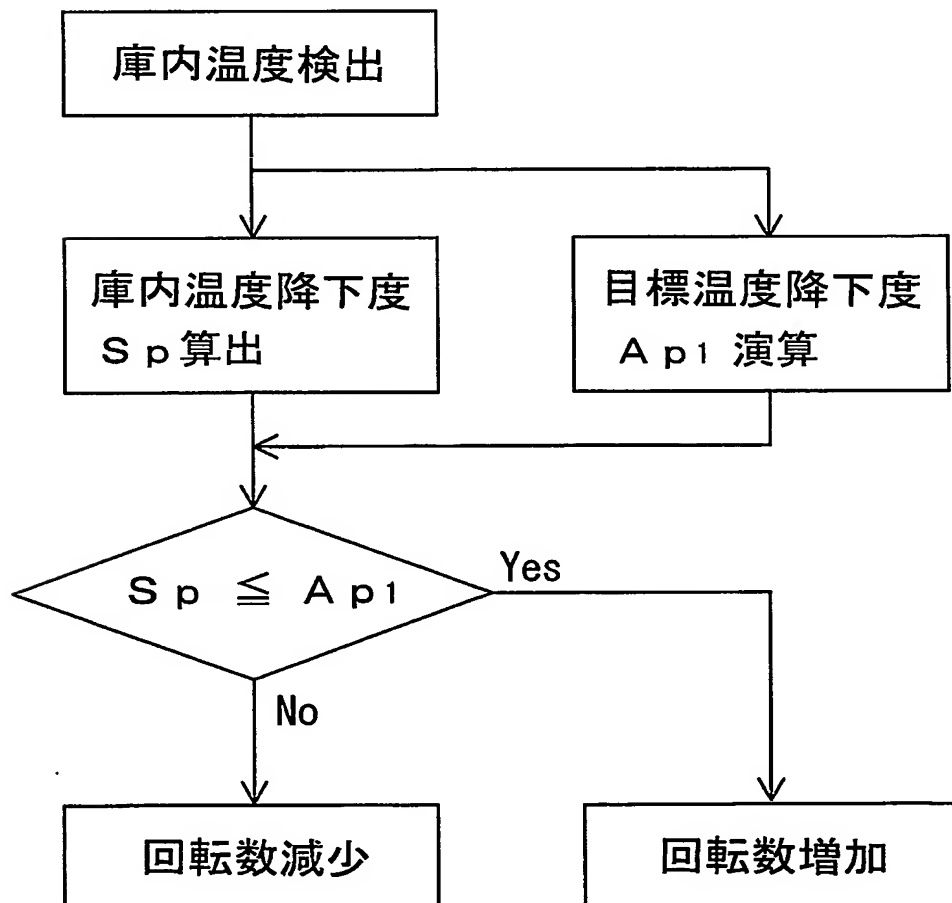 庫内温度検出
庫内温度降下度
Sp算出
目標温度降下度
Ap1 演算
Sp ≦ Ap1
Yes
No
回転数減少
回転数増加